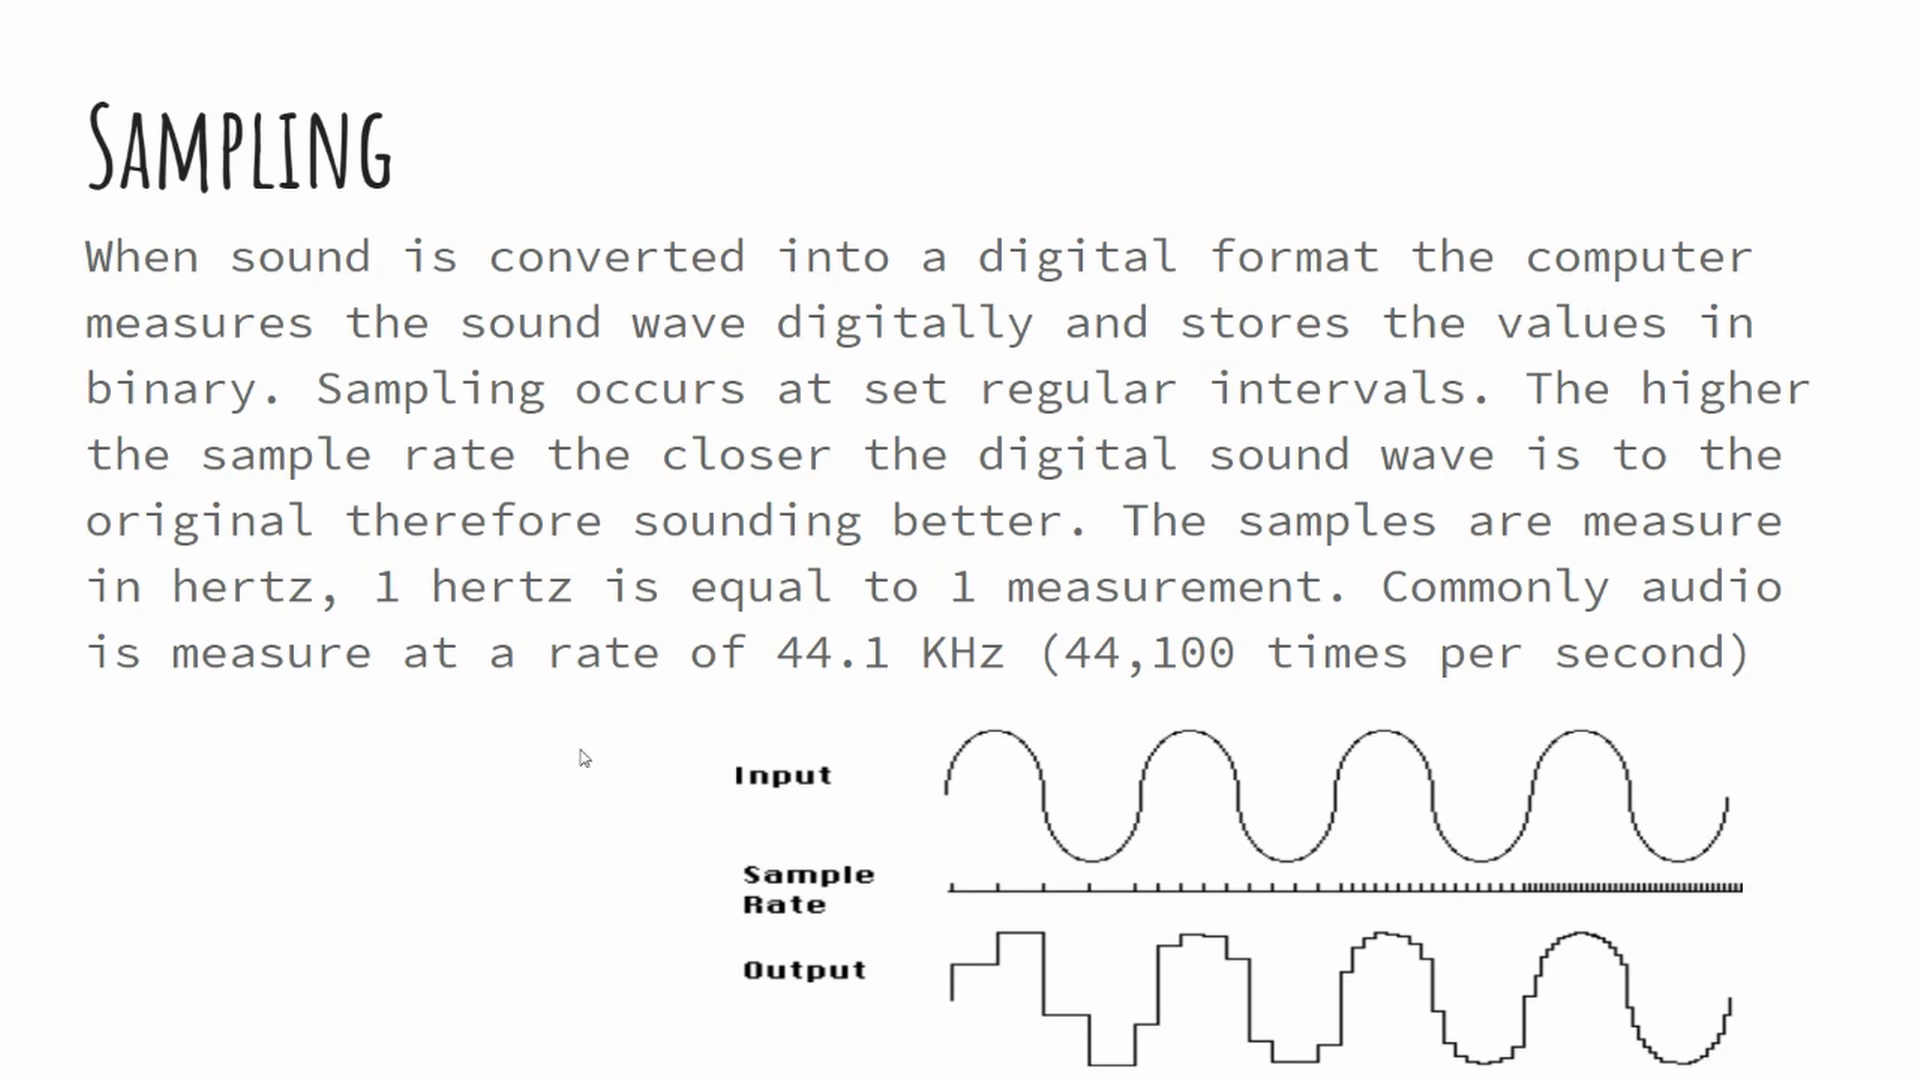 SAMPLING
When sound is converted into a digital format the computer
measures the sound wave digitally and stores the values in
binary. Sampling occurs at set regular intervals. The higher
the sample rate the closer the digital sound wave is to the
original therefore sounding better. The samples are measure
in hertz, 1 hertz is equal to 1 measurement. Commonly audio
is measure at a rate of 44.1 KHz (44,100 times per second)
Input
Sample
Rate
Output